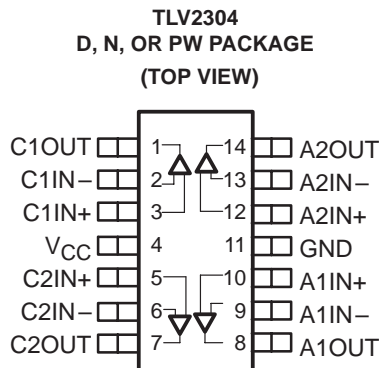 TLV2304
D, N, OR PW PACKAGE
(TOP VIEW)
C1OUT 1 14 A2OUT
C1IN− 2 13 A2IN−
C1IN+ 3 12 A2IN+
VCC 4 11 GND
C2IN+ 5 10 A1IN+
C2IN− 6 9 A1IN−
C2OUT 7 8 A1OUT